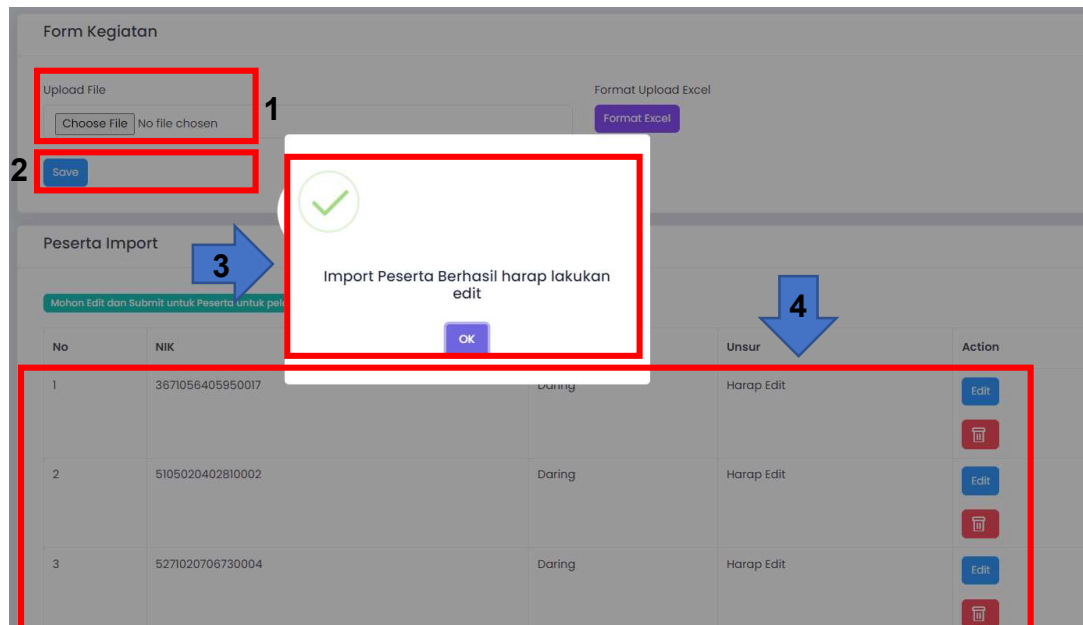 Form Kegiatan
Upload File
Format Upload Excel
Choose File No file chosen
1
Format Excel
2
Save
Peserta Import
3
Import Peserta Berhasil harap lakukan
edit
OK
4
Mohon Edit dan Submit untuk Peserta untuk
No NIK Unsur Action
1 3671056405950017 Daring Harap Edit Edit
2 5105020402810002 Daring Harap Edit Edit
3 5271020706730004 Daring Harap Edit Edit